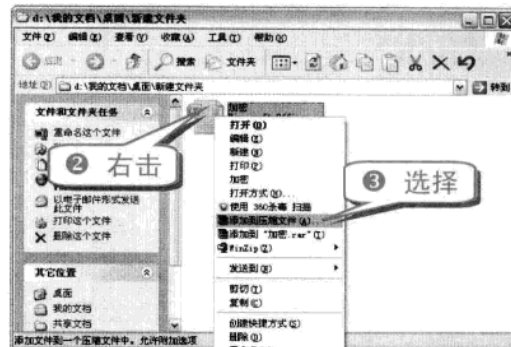 d:\我的文档\桌面\新建文件夹
文件(F) 编辑(E) 查看(V) 收藏(A) 工具(T) 帮助(H)
后退 搜索 文件夹
地址(D) d:\我的文档\桌面\新建文件夹 转到
文件和文件夹任务
重命名这个文件
以电子邮件形式发送
此文件
打印这个文件
删除这个文件
其它位置
桌面
我的文档
共享文档
加密
❷ 右击
打开(O)
编辑(E)
新建(N)
打印(P)
加密
打开方式(H)...
使用 360杀毒 扫描
添加到压缩文件(A)...
添加到 "加密.rar"(T)
WinZip(Z)
发送到(N)
剪切(T)
复制(C)
创建快捷方式(S)
删除(D)
❸ 选择
添加文件到一个压缩文件中。允许附加选项